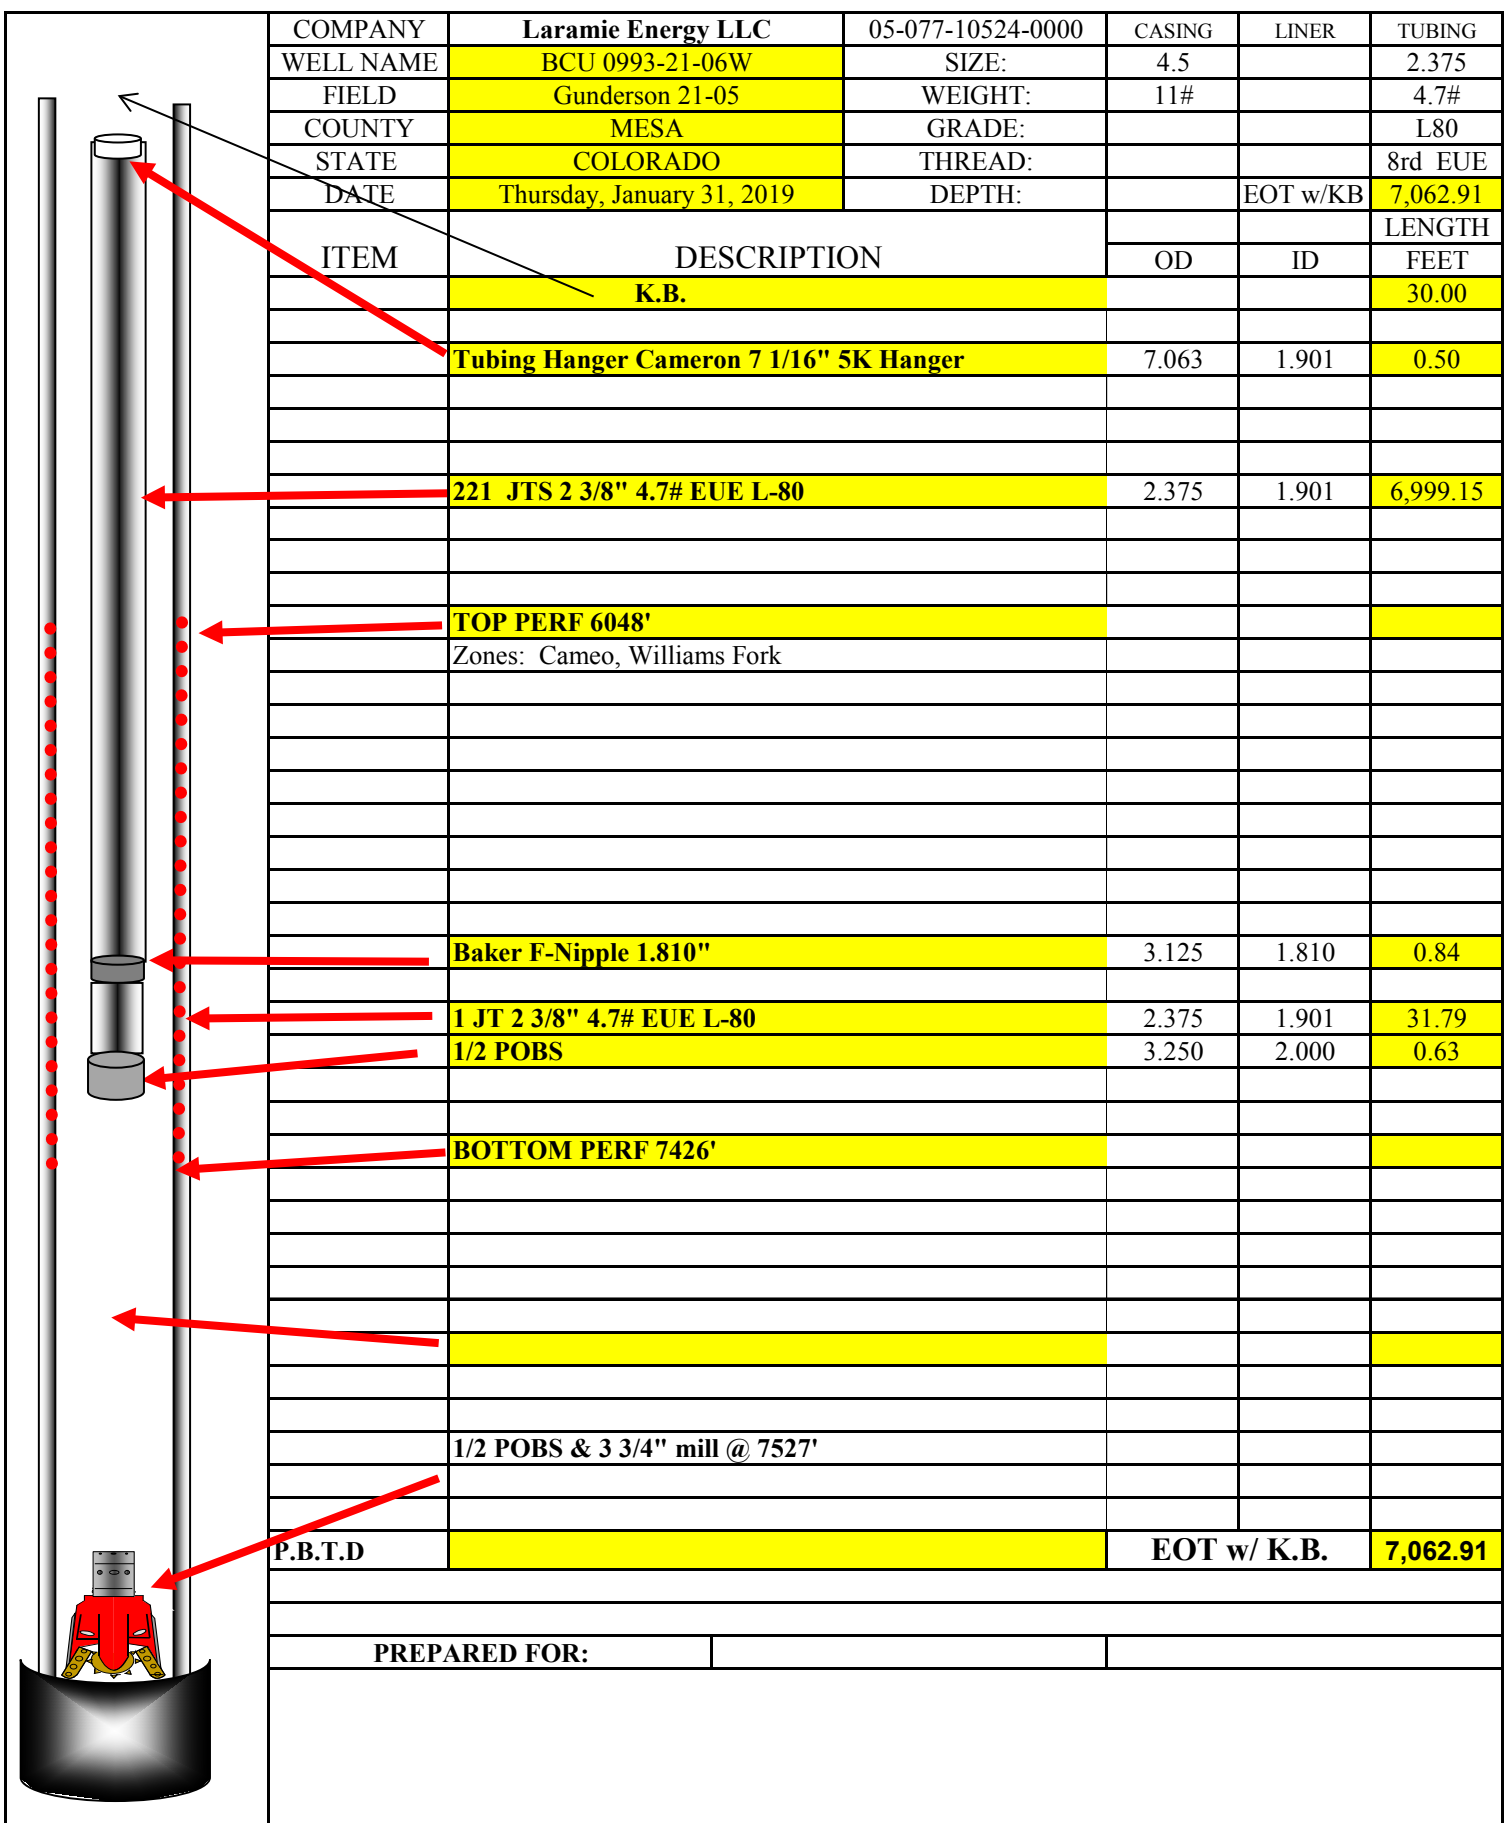 COMPANY Laramie Energy LLC 05-077-10524-0000 CASING LINER TUBING
WELL NAME BCU 0993-21-06W SIZE: 4.5 2.375
FIELD Gunderson 21-05 WEIGHT: 11# 4.7#
COUNTY MESA GRADE: L80
STATE COLORADO THREAD: 8rd EUE
DATE Thursday, January 31, 2019 DEPTH: EOT w/KB 7,062.91
LENGTH
ITEM DESCRIPTION OD ID FEET
K.B. 30.00
Tubing Hanger Cameron 7 1/16" 5K Hanger 7.063 1.901 0.50
221 JTS 2 3/8" 4.7# EUE L-80 2.375 1.901 6,999.15
TOP PERF 6048'
Zones: Cameo, Williams Fork
Baker F-Nipple 1.810" 3.125 1.810 0.84
1 JT 2 3/8" 4.7# EUE L-80 2.375 1.901 31.79
1/2 POBS 3.250 2.000 0.63
BOTTOM PERF 7426'
1/2 POBS & 3 3/4" mill @ 7527'
P.B.T.D EOT w/ K.B. 7,062.91
PREPARED FOR: